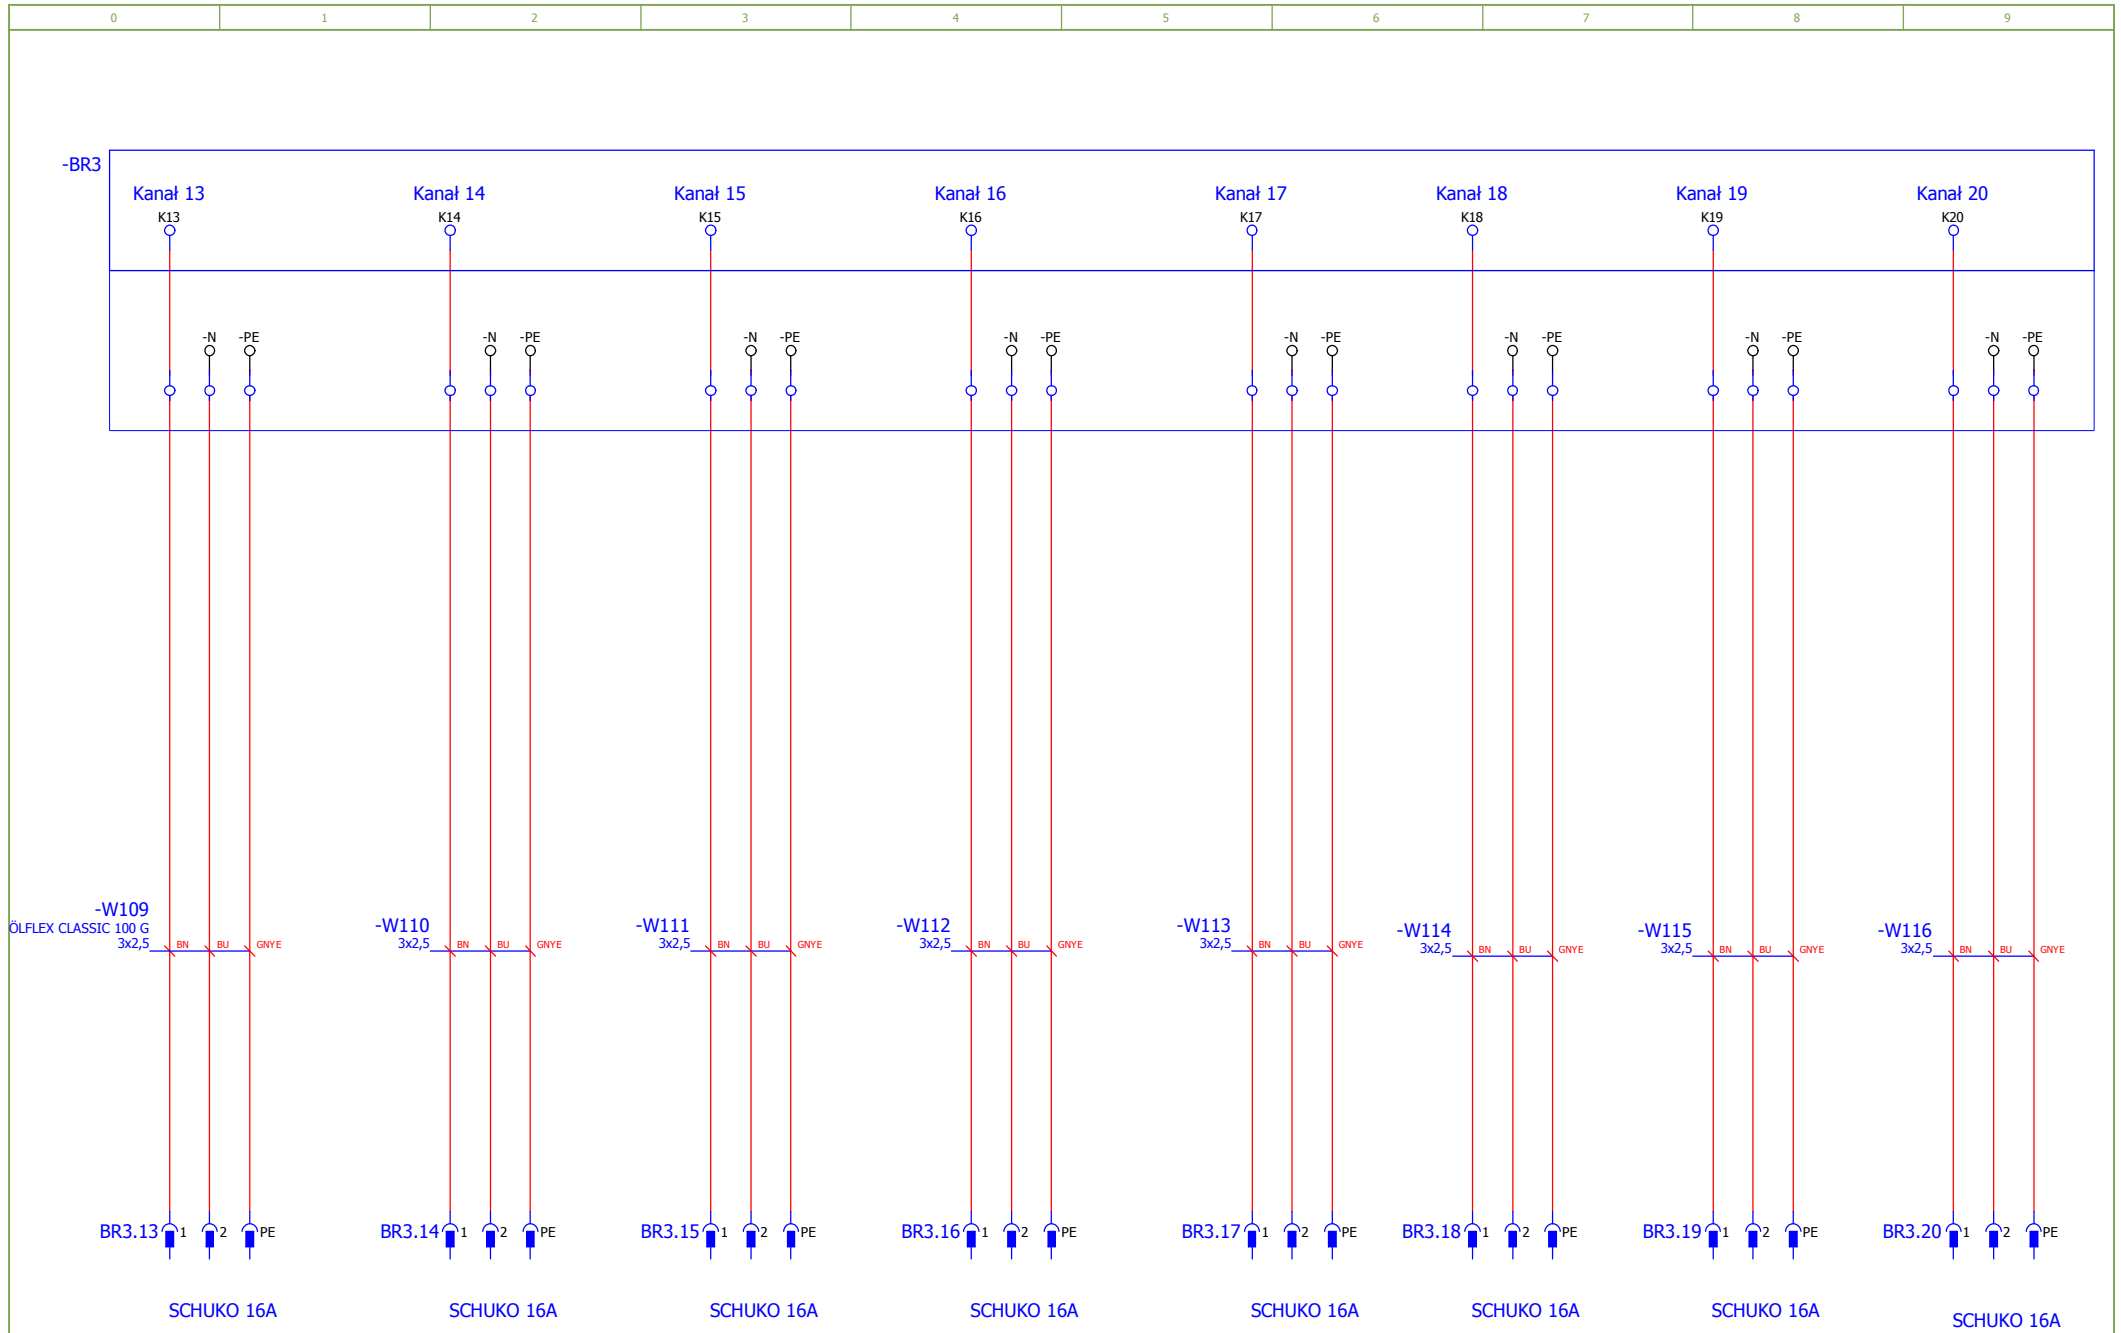 0 1 2 3 4 5 6 7 8 9
-BR3
Kanał 13 Kanał 14 Kanał 15 Kanał 16 Kanał 17 Kanał 18 Kanał 19 Kanał 20
K13 K14 K15 K16 K17 K18 K19 K20
-N -PE -N -PE -N -PE -N -PE -N -PE -N -PE -N -PE -N -PE
-W109
ÖLFLEX CLASSIC 100 G
3x2,5 BN BU GNYE
-W110
3x2,5 BN BU GNYE
-W111
3x2,5 BN BU GNYE
-W112
3x2,5 BN BU GNYE
-W113
3x2,5 BN BU GNYE
-W114
3x2,5 BN BU GNYE
-W115
3x2,5 BN BU GNYE
-W116
3x2,5 BN BU GNYE
BR3.13 1 2 PE BR3.14 1 2 PE BR3.15 1 2 PE BR3.16 1 2 PE BR3.17 1 2 PE BR3.18 1 2 PE BR3.19 1 2 PE BR3.20 1 2 PE
SCHUKO 16A SCHUKO 16A SCHUKO 16A SCHUKO 16A SCHUKO 16A SCHUKO 16A SCHUKO 16A SCHUKO 16A